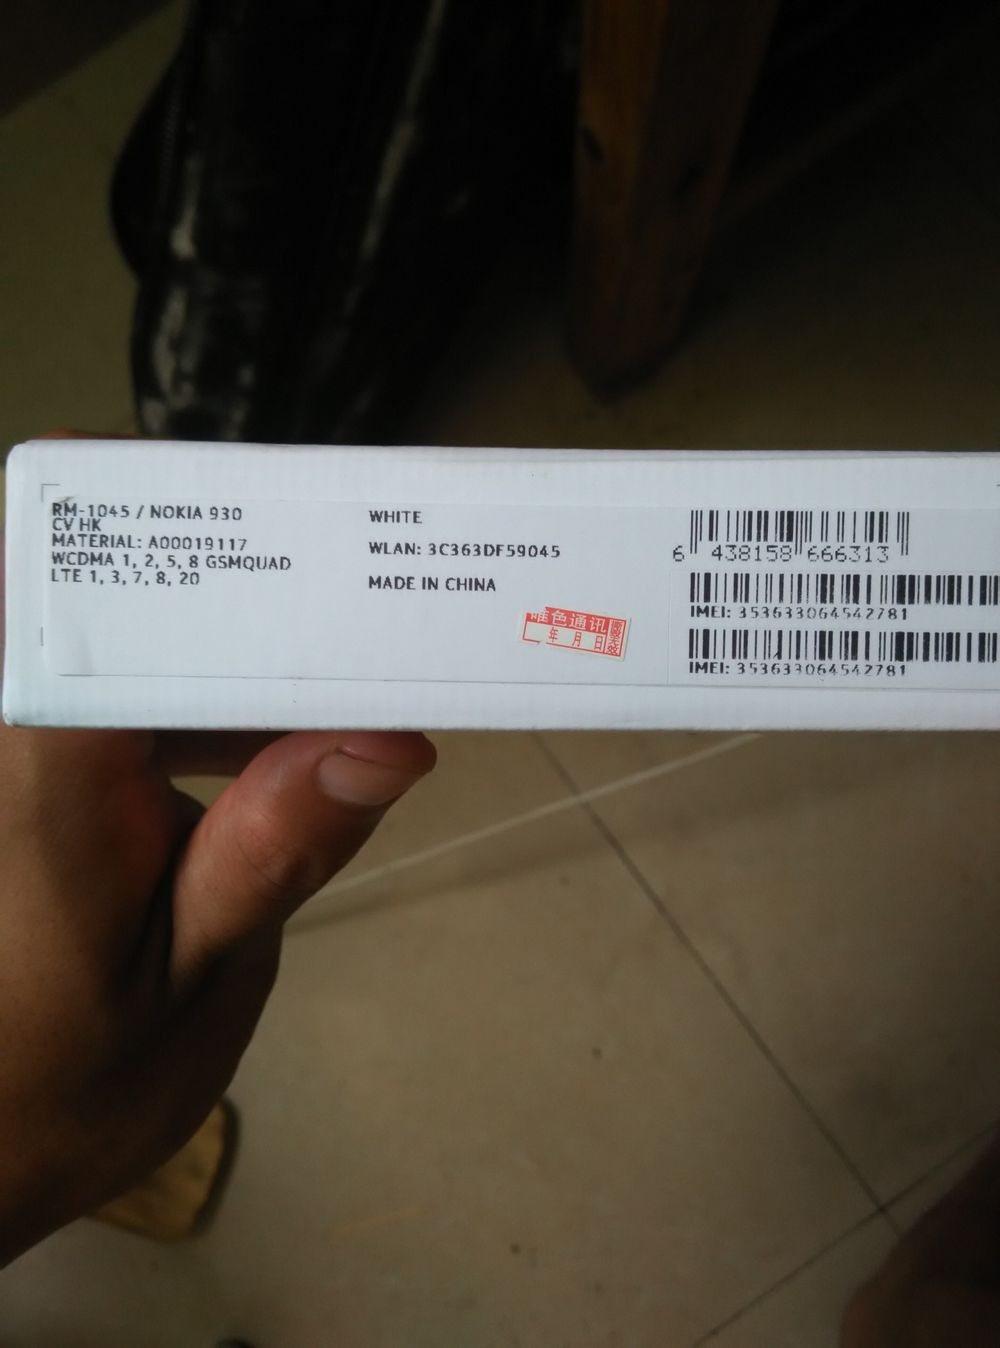 RM-1045 / NOKIA 930
CV HK
MATERIAL: A00019117
WCDMA 1, 2, 5, 8 GSMQUAD
LTE 1, 3, 7, 8, 20
WHITE
WLAN: 3C363DF59045
MADE IN CHINA
唯色通讯
年 月 日
6 438158 666313
IMEI: 353633064542781
IMEI: 353633064542781